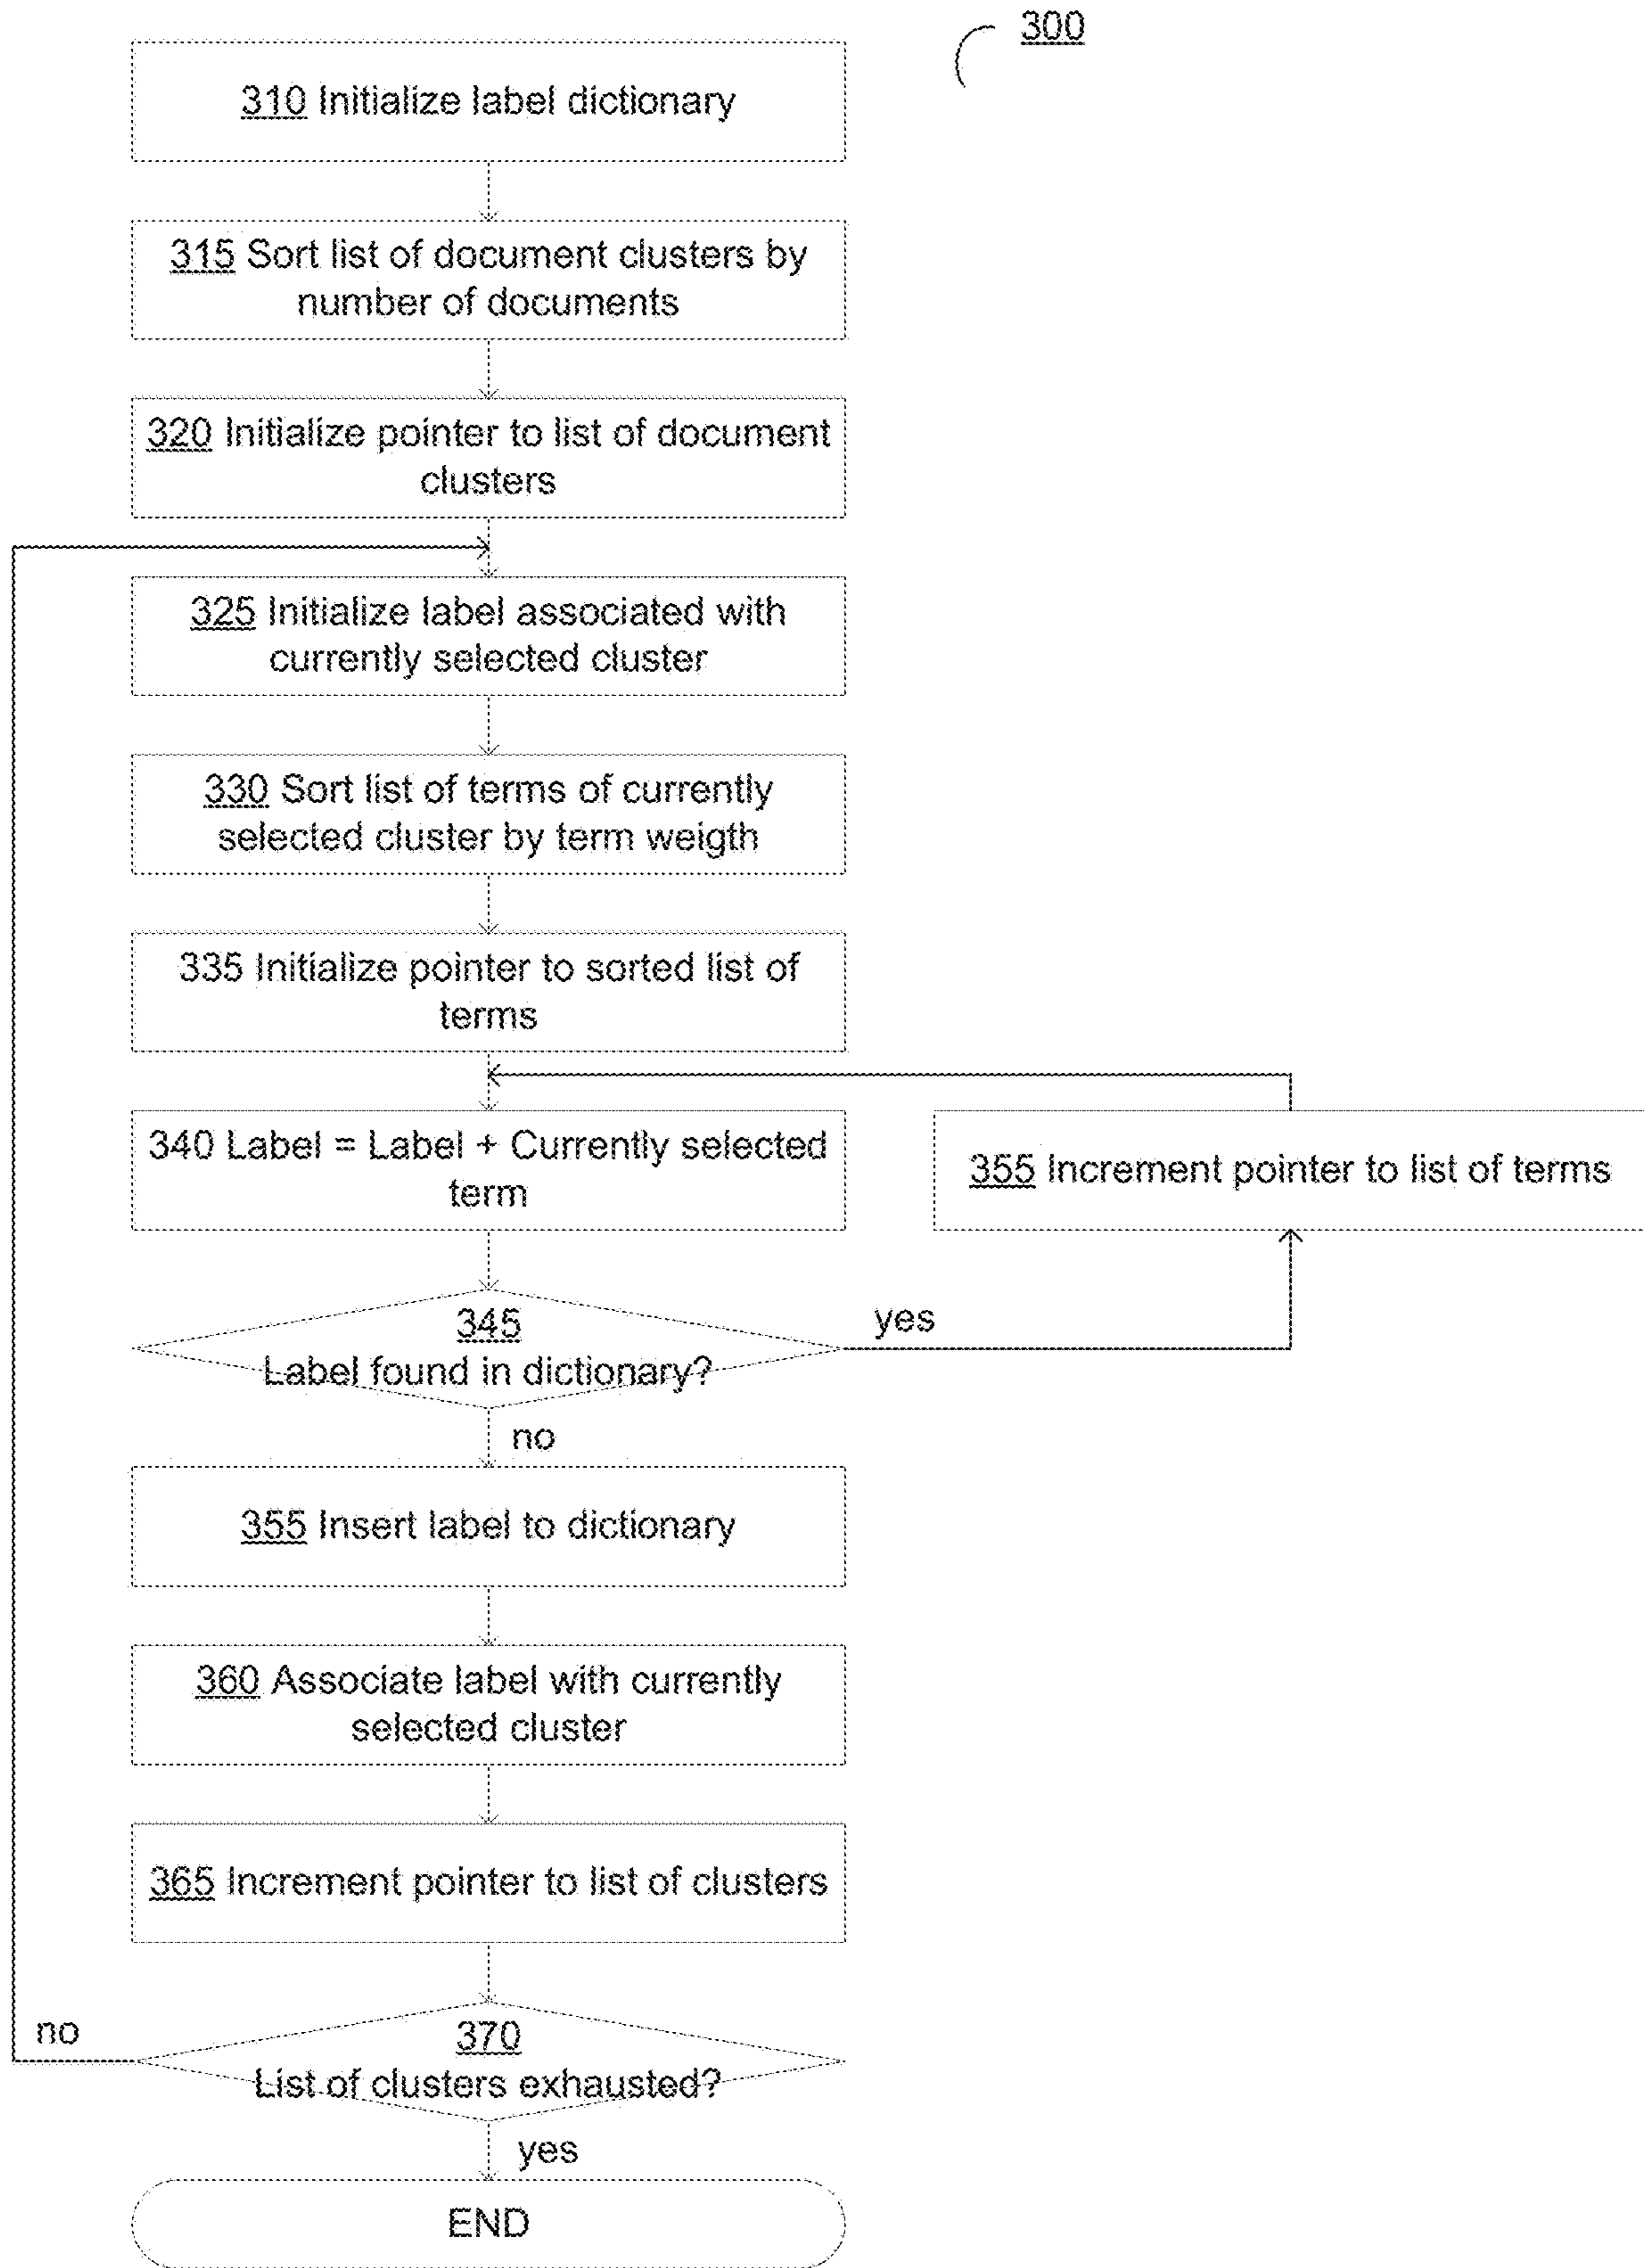 300
310 Initialize label dictionary
315 Sort list of document clusters by
number of documents
320 Initialize pointer to list of document
clusters
325 Initialize label associated with
currently selected cluster
330 Sort list of terms of currently
selected cluster by term weigth
335 Initialize pointer to sorted list of
terms
340 Label = Label + Currently selected
term
355 Increment pointer to list of terms
345
Label found in dictionary?
yes
no
355 Insert label to dictionary
360 Associate label with currently
selected cluster
365 Increment pointer to list of clusters
no
370
List of clusters exhausted?
yes
END